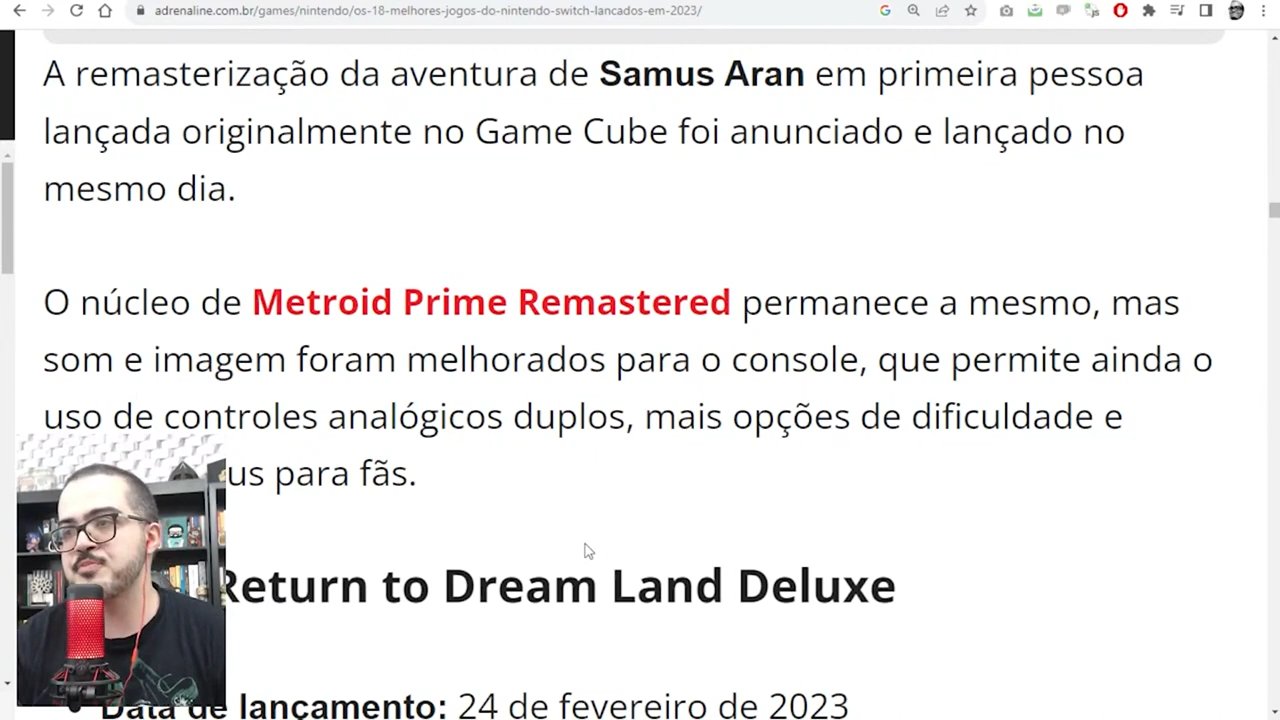 adrenaline.com.br/games/nintendo/os-18-melhores-jogos-do-nintendo-switch-lancados-em-2023/
A remasterização da aventura de Samus Aran em primeira pessoa
lançada originalmente no Game Cube foi anunciado e lançado no
mesmo dia.
O núcleo de Metroid Prime Remastered permanece a mesmo, mas
som e imagem foram melhorados para o console, que permite ainda o
uso de controles analógicos duplos, mais opções de dificuldade e
us para fãs.
Return to Dream Land Deluxe
Data de lançamento: 24 de fevereiro de 2023